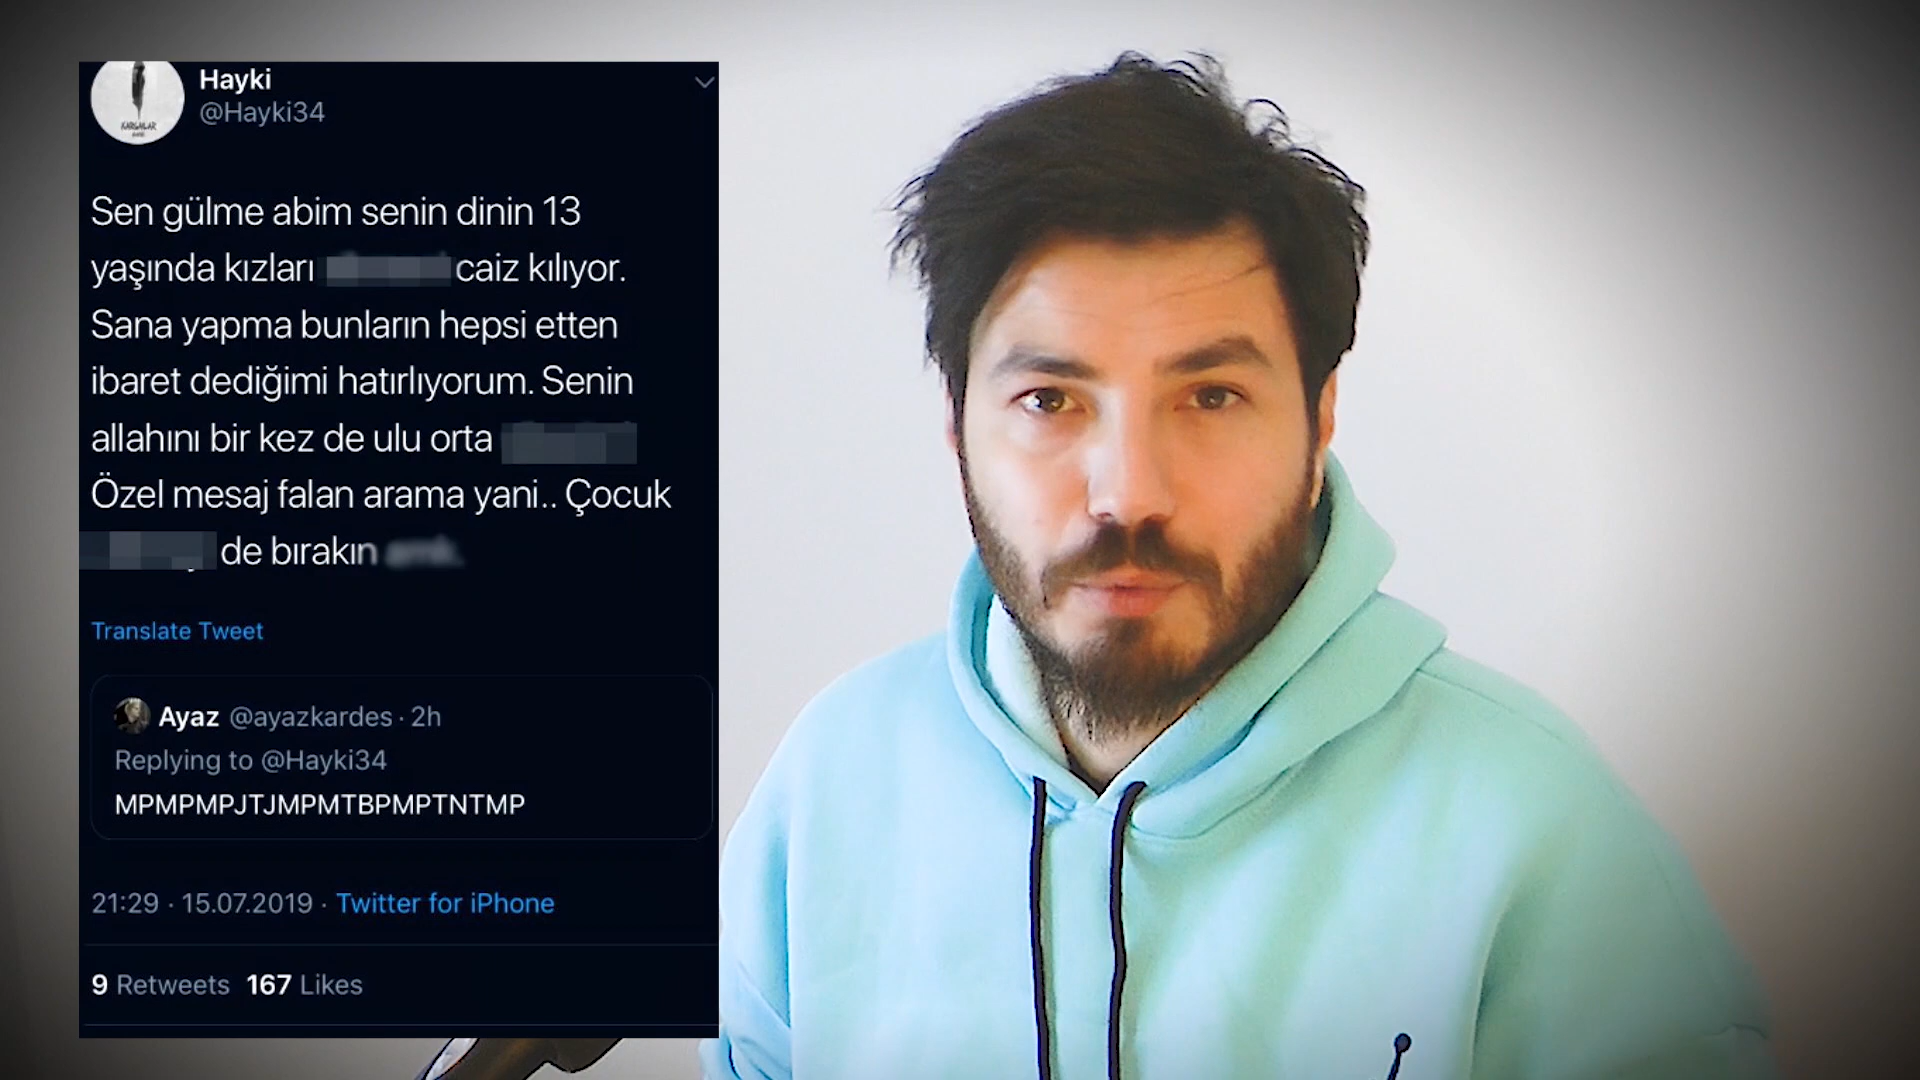 KARGALAR
Hayki
@Hayki34
Sen gülme abim senin dinin 13
yaşında kızları caiz kılıyor.
Sana yapma bunların hepsi etten
ibaret dediğimi hatırlıyorum. Senin
allahını bir kez de ulu orta
Özel mesaj falan arama yani.. Çocuk
de bırakın
Translate Tweet
Ayaz @ayazkardes · 2h
Replying to @Hayki34
MPMPMPJTJMPMTBPMPTNTMP
21:29 · 15.07.2019 · Twitter for iPhone
9 Retweets 167 Likes